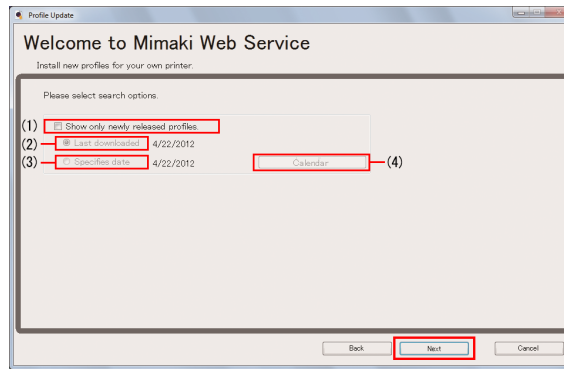 Profile Update
Welcome to Mimaki Web Service
Install new profiles for your own printer.
Please select search options.
(1) Show only newly released profiles.
(2) Last downloaded 4/22/2012
(3) Specifies date 4/22/2012 Calendar (4)
Back Next Cancel